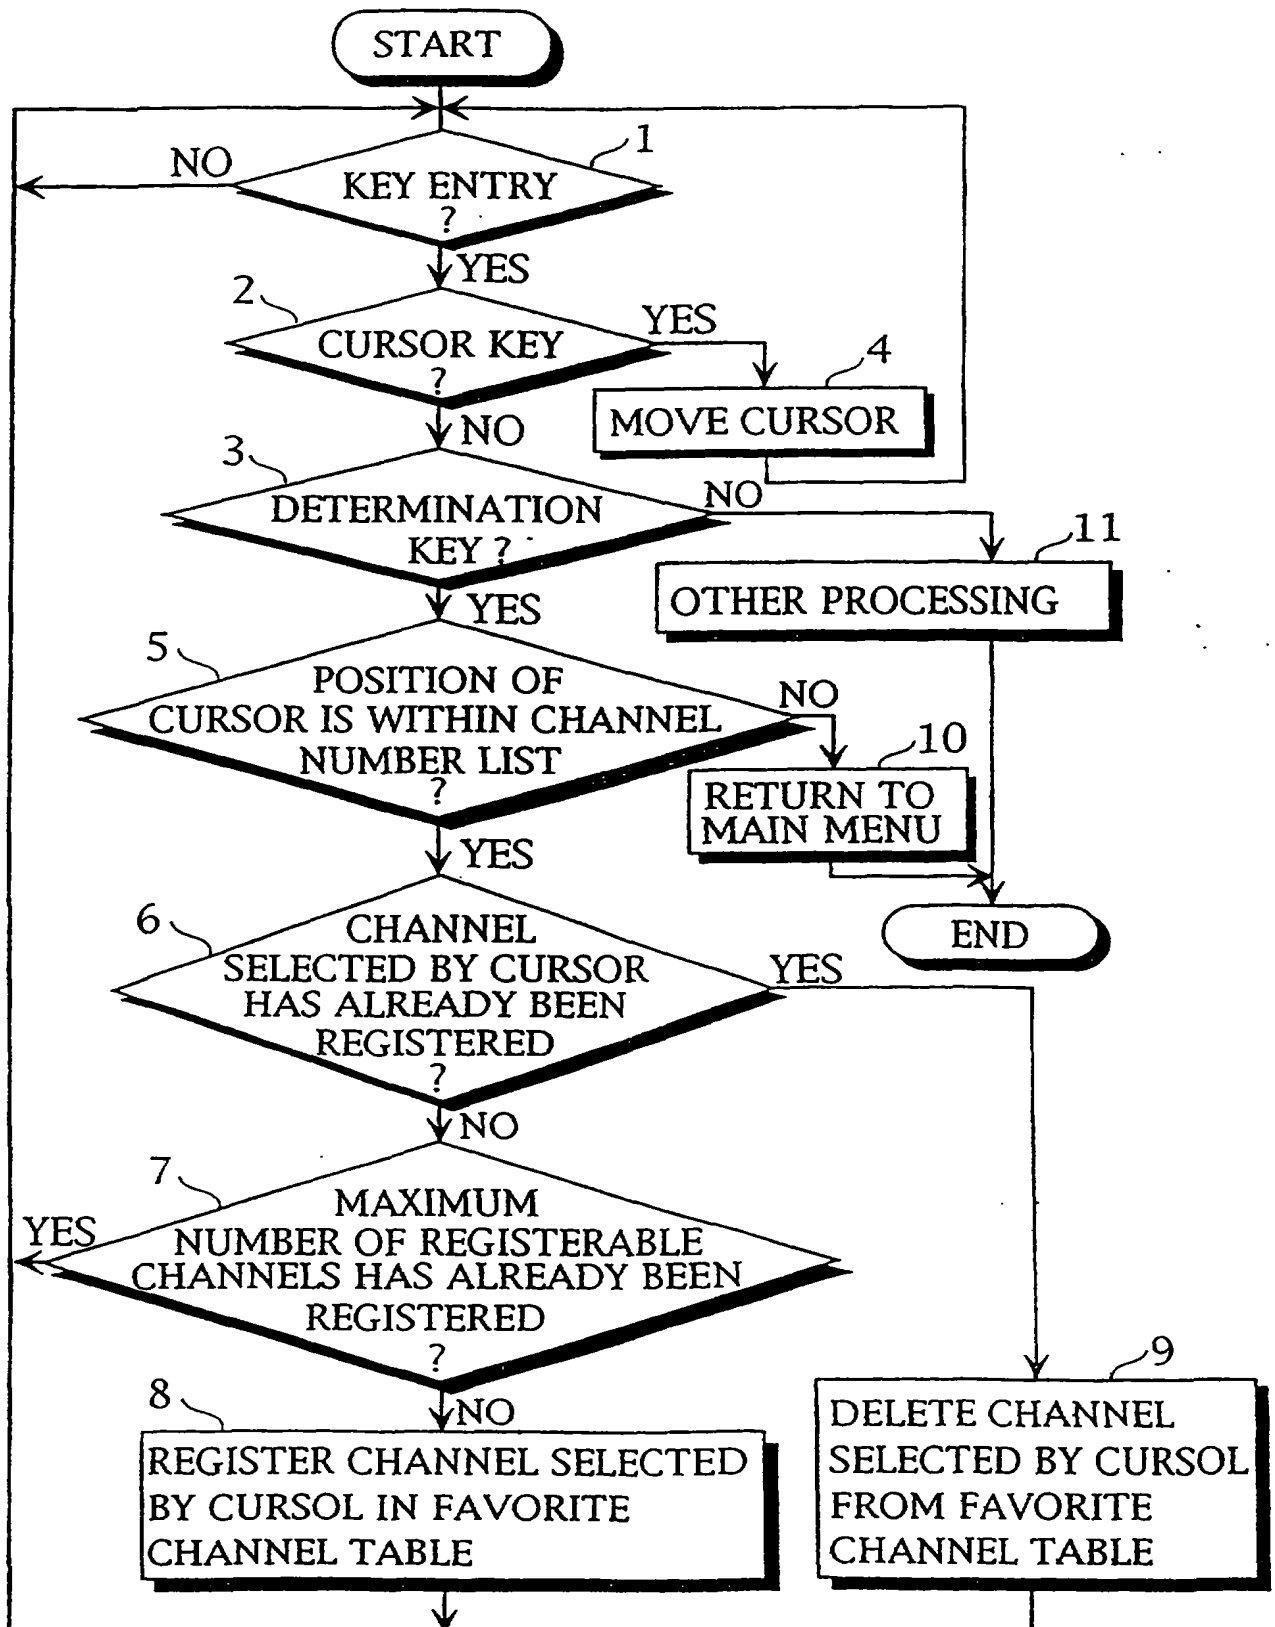 START
1
NO
KEY ENTRY
?
YES
2
YES
CURSOR KEY
?
4
MOVE CURSOR
NO
3
NO
DETERMINATION
KEY ?
11
OTHER PROCESSING
YES
5
POSITION OF
CURSOR IS WITHIN CHANNEL
NUMBER LIST
?
NO
10
RETURN TO
MAIN MENU
YES
END
6
CHANNEL
SELECTED BY CURSOR
HAS ALREADY BEEN
REGISTERED
?
YES
NO
7
YES
MAXIMUM
NUMBER OF REGISTERABLE
CHANNELS HAS ALREADY BEEN
REGISTERED
?
NO
8
REGISTER CHANNEL SELECTED
BY CURSOL IN FAVORITE
CHANNEL TABLE
9
DELETE CHANNEL
SELECTED BY CURSOL
FROM FAVORITE
CHANNEL TABLE